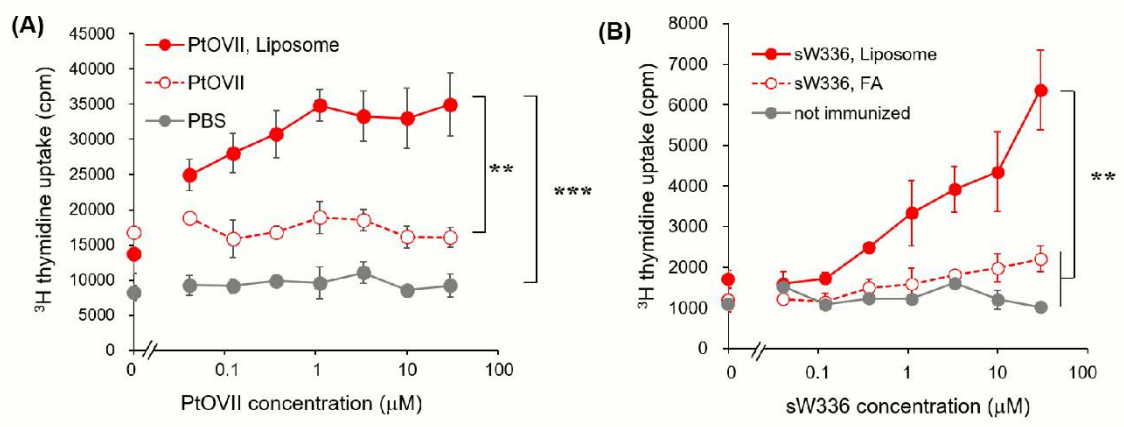 (A)
45000
40000
35000
30000
25000
20000
15000
10000
5000
0
³H thymidine uptake (cpm)
PtOVII, Liposome
PtOVII
PBS
**
***
0
0.1
1
10
100
PtOVII concentration (μM)
(B)
8000
7000
6000
5000
4000
3000
2000
1000
0
³H thymidine uptake (cpm)
sW336, Liposome
sW336, FA
not immunized
**
0
0.1
1
10
100
sW336 concentration (μM)